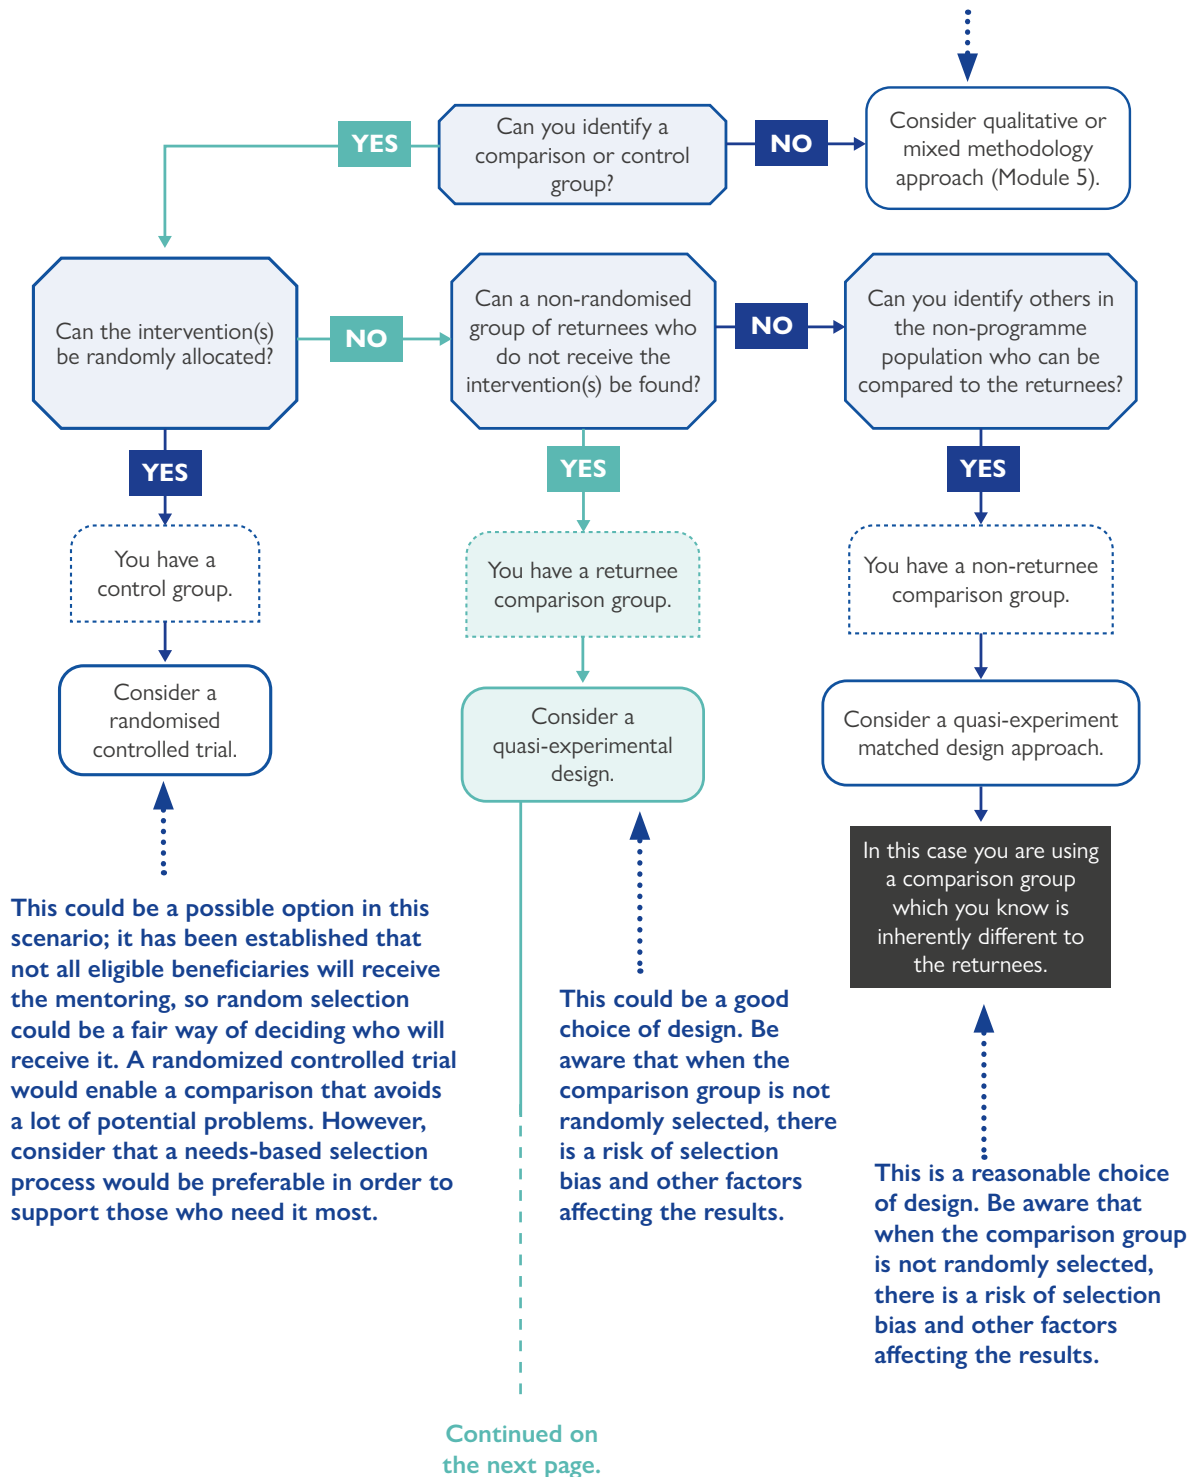 Can you identify a
comparison or control
group?
YES
NO
Consider qualitative or
mixed methodology
approach (Module 5).
Can the intervention(s)
be randomly allocated?
NO
Can a non-randomised
group of returnees who
do not receive the
intervention(s) be found?
NO
Can you identify others in
the non-programme
population who can be
compared to the returnees?
YES
YES
YES
You have a
control group.
You have a returnee
comparison group.
You have a non-returnee
comparison group.
Consider a
randomised
controlled trial.
Consider a
quasi-experimental
design.
Consider a quasi-experiment
matched design approach.
In this case you are using
a comparison group
which you know is
inherently different to
the returnees.
This could be a possible option in this
scenario; it has been established that
not all eligible beneficiaries will receive
the mentoring, so random selection
could be a fair way of deciding who will
receive it. A randomized controlled trial
would enable a comparison that avoids
a lot of potential problems. However,
consider that a needs-based selection
process would be preferable in order to
support those who need it most.
This could be a good
choice of design. Be
aware that when the
comparison group is not
randomly selected, there
is a risk of selection
bias and other factors
affecting the results.
This is a reasonable choice
of design. Be aware that
when the comparison group
is not randomly selected,
there is a risk of selection
bias and other factors
affecting the results.
Continued on
the next page.